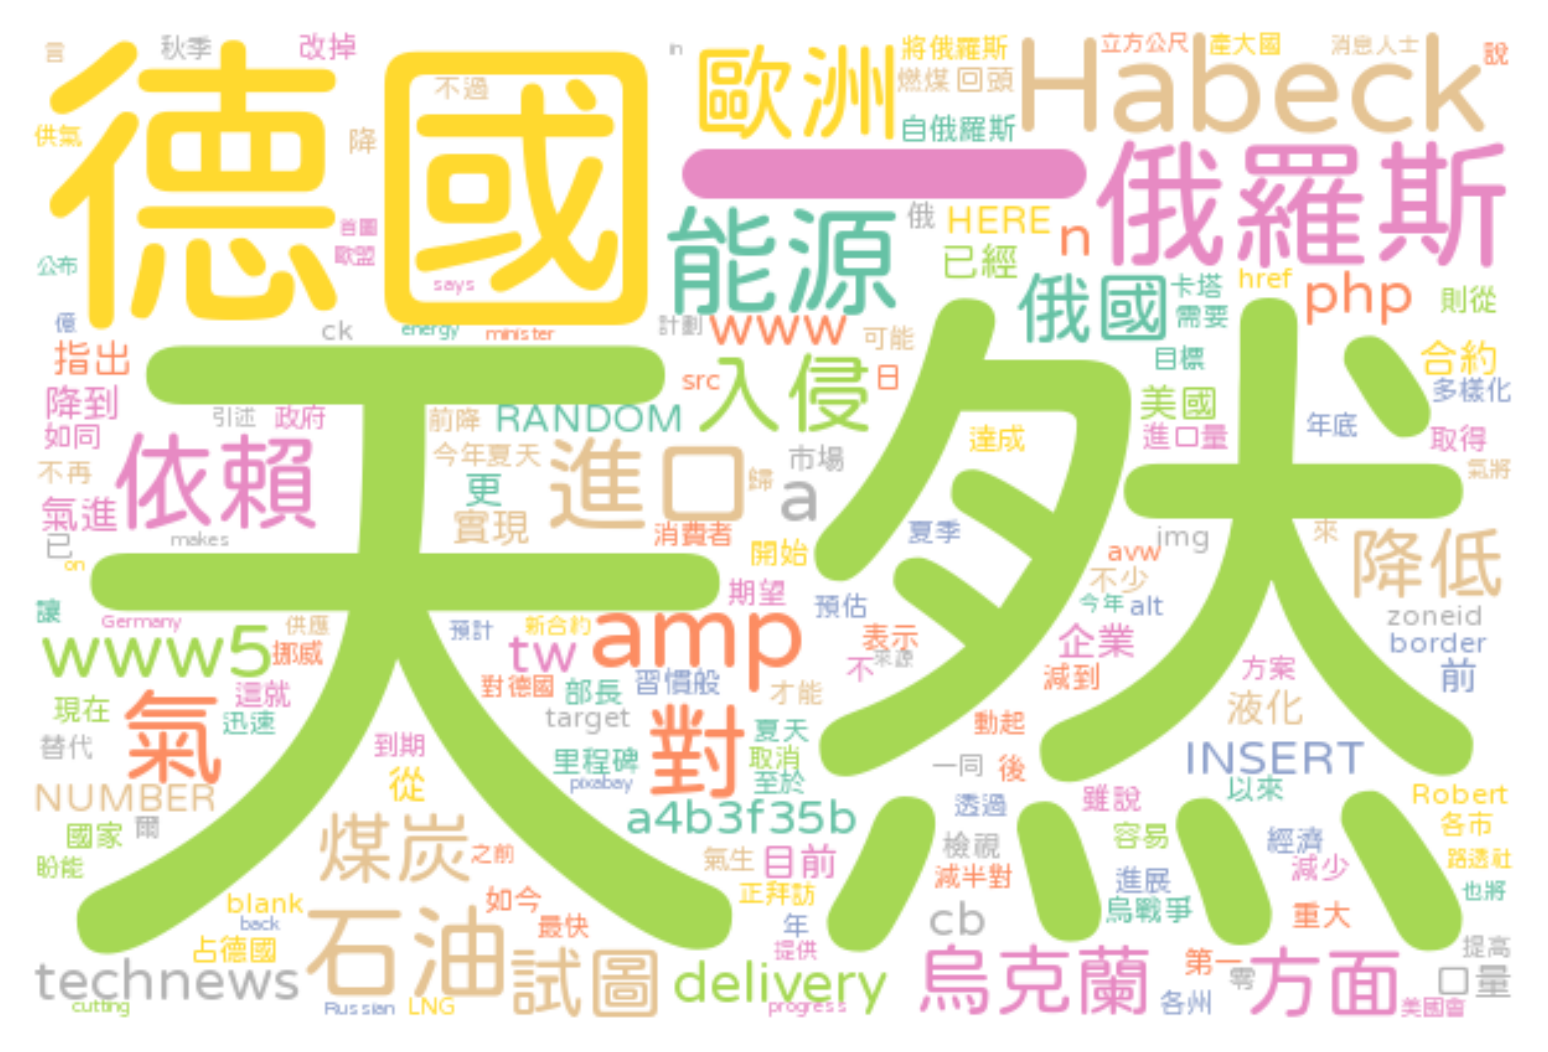 言 秋季 改掉 in 歐洲 將俄羅斯 Habeck 立方公尺 產大國 消息人士 說
德國 不過 燃煤 回頭
供氣 降 自俄羅斯
一 俄羅斯
首圖 能源 俄 HERE n
公布 歐盟 已經
says 俄國 卡塔 href php 則從
億 ck energy minister 計劃 www 可能 需要
指出 天然 入侵 目標 合約
降到 src 日 美國 多樣化
引述 政府 前降 RANDOM 進口量 年底 取得
如同 依賴 今年夏天 進口 市場 達成
不再 更 歸 a 氣將
氣進 實現 消費者 夏季 來 降低
已 makes 開始 avw img
on 期望 不少
讓 預估 今年 alt zoneid
Germany 供應 預計 新合約 amp 表示 企業 border
www5 挪威 tw 不 來源 減到 方案 前
這就 對德國 部長 習慣般 才能
現在 氣 迅速 target 對 夏天 動起 液化
替代 到期 里程碑 取消 一同 後 INSERT
NUMBER 從 pixabay 至於 透過 雖說 以來 Robert
國家 爾 煤炭 a4b3f35b 容易 經濟 各市
盼能 之前 氣生 目前 檢視 減少 路透社
減半對 進展 也將
blank 如今 正拜訪 烏戰爭 重大
back 石油 最快 年 cb
占德國 提供 第一 提高
technews 試圖 delivery 烏克蘭 零 方面 口量
cutting Russian LNG progress 各州 美國會